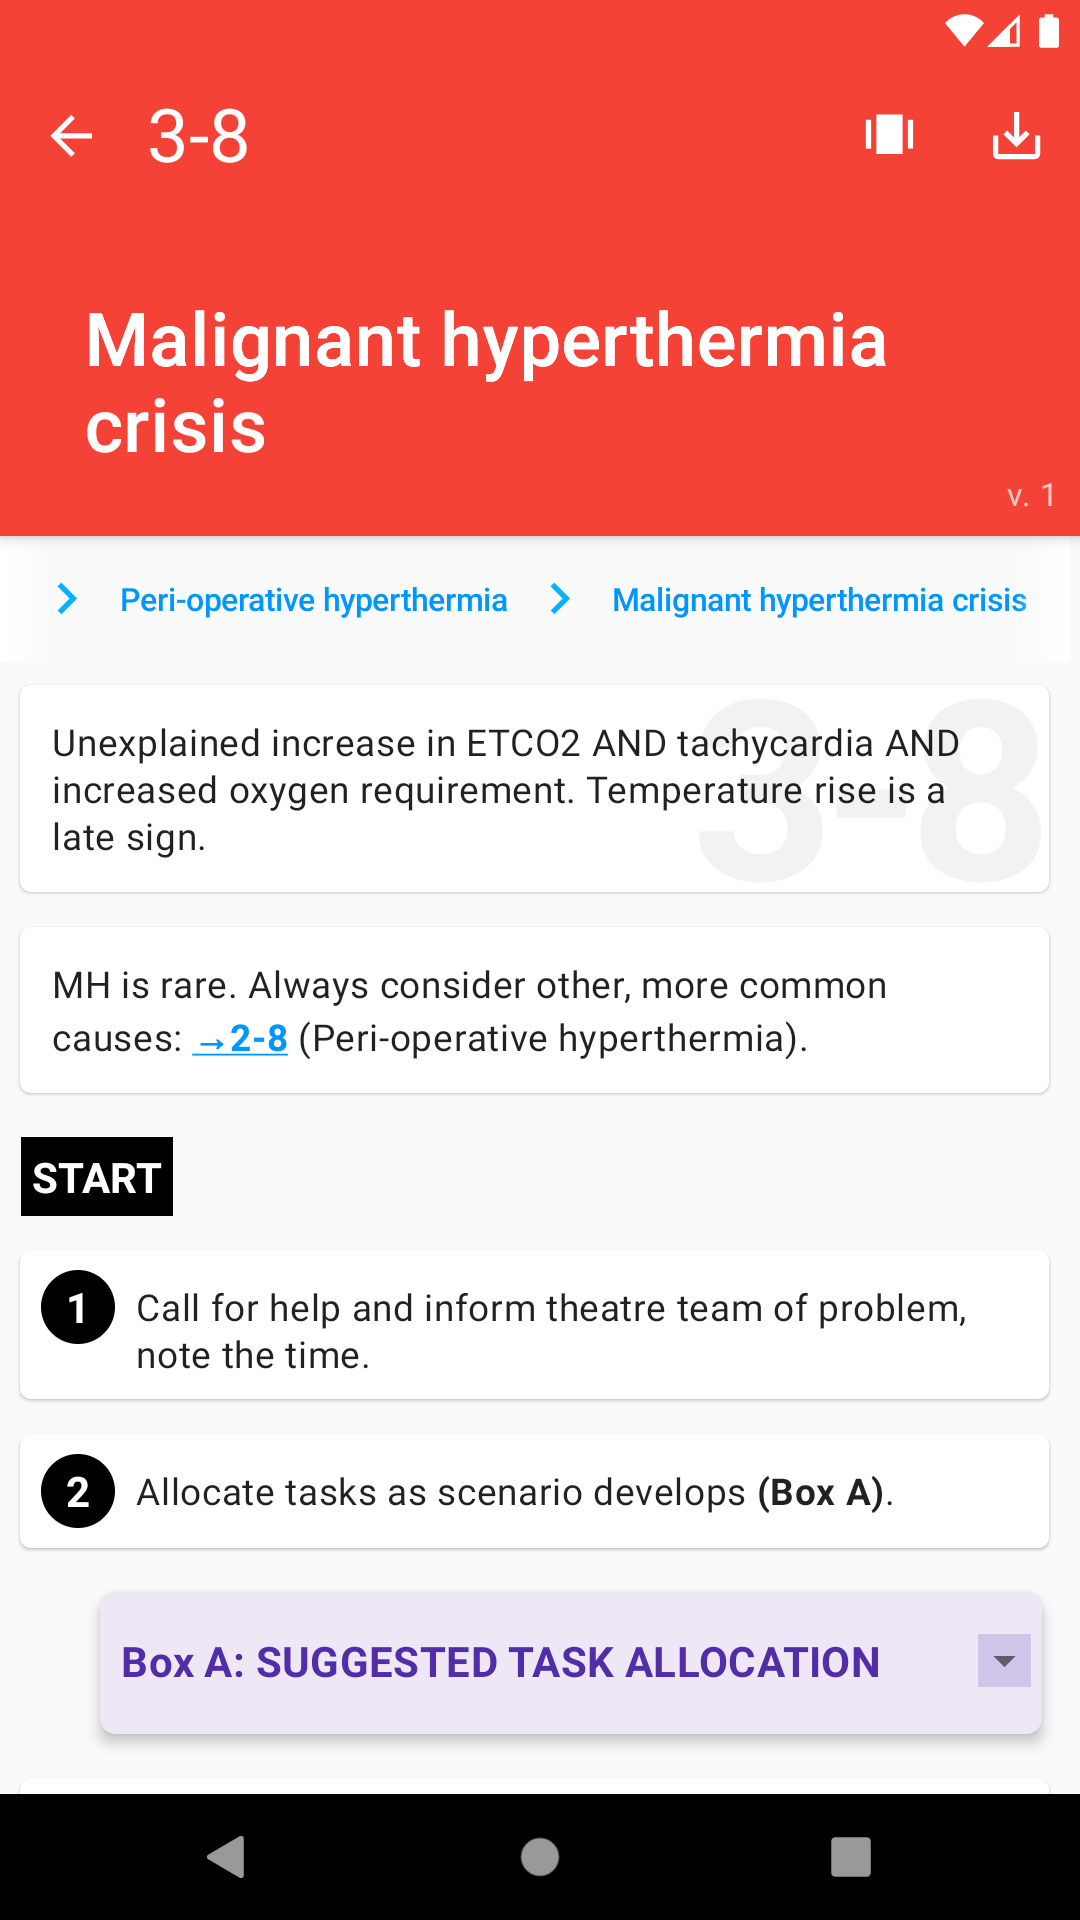 3-8
Malignant hyperthermia
crisis
v. 1
Peri-operative hyperthermia Malignant hyperthermia crisis
3-8
Unexplained increase in ETCO2 AND tachycardia AND
increased oxygen requirement. Temperature rise is a
late sign.
MH is rare. Always consider other, more common
causes: →2-8 (Peri-operative hyperthermia).
START
1 Call for help and inform theatre team of problem,
note the time.
2 Allocate tasks as scenario develops (Box A).
Box A: SUGGESTED TASK ALLOCATION